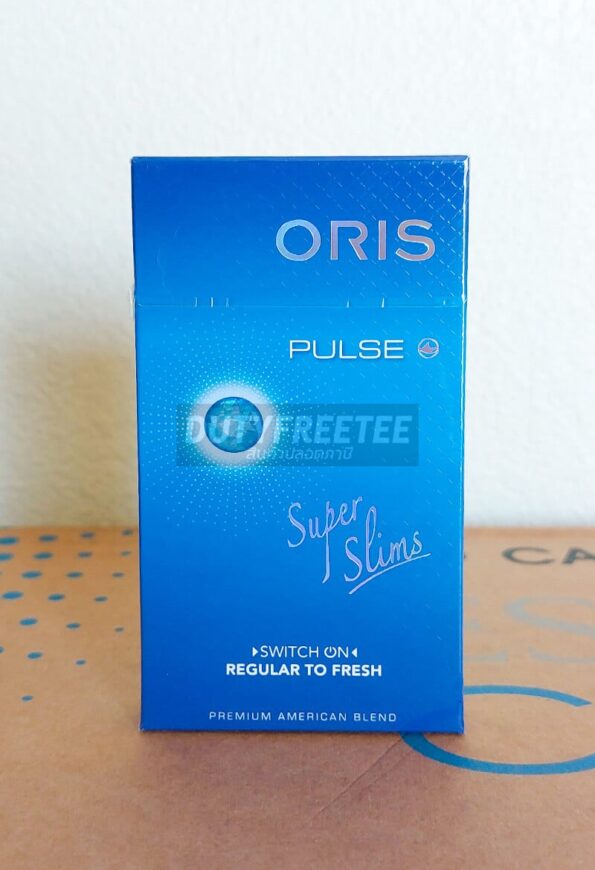 ORIS
PULSE
DUTYFREETEE
สินค้าปลอดภาษี
Super
Slims
SWITCH ON
REGULAR TO FRESH
PREMIUM AMERICAN BLEND
CA